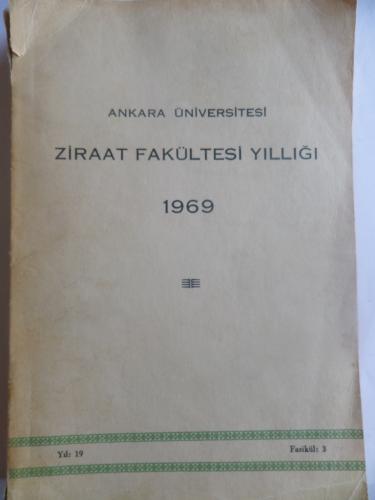 ANKARA ÜNİVERSİTESİ
ZİRAAT FAKÜLTESİ YILLIĞI
1969
Yıl: 19 Fasikül: 3